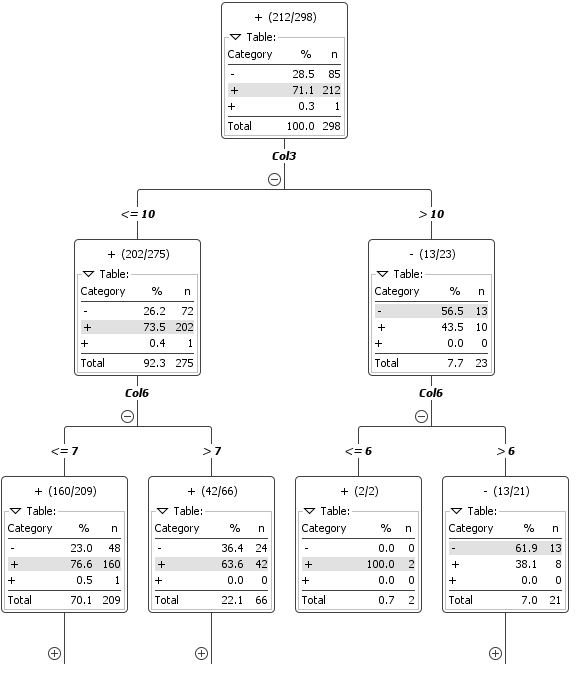 + (212/298)
Table:
Category % n
- 28.5 85
+ 71.1 212
+ 0.3 1
Total 100.0 298
Col3
<= 10
> 10
+ (202/275)
Table:
Category % n
- 26.2 72
+ 73.5 202
+ 0.4 1
Total 92.3 275
Col6
- (13/23)
Table:
Category % n
- 56.5 13
+ 43.5 10
+ 0.0 0
Total 7.7 23
Col6
<= 7
> 7
<= 6
> 6
+ (160/209)
Table:
Category % n
- 23.0 48
+ 76.6 160
+ 0.5 1
Total 70.1 209
+ (42/66)
Table:
Category % n
- 36.4 24
+ 63.6 42
+ 0.0 0
Total 22.1 66
+ (2/2)
Table:
Category % n
- 0.0 0
+ 100.0 2
+ 0.0 0
Total 0.7 2
- (13/21)
Table:
Category % n
- 61.9 13
+ 38.1 8
+ 0.0 0
Total 7.0 21